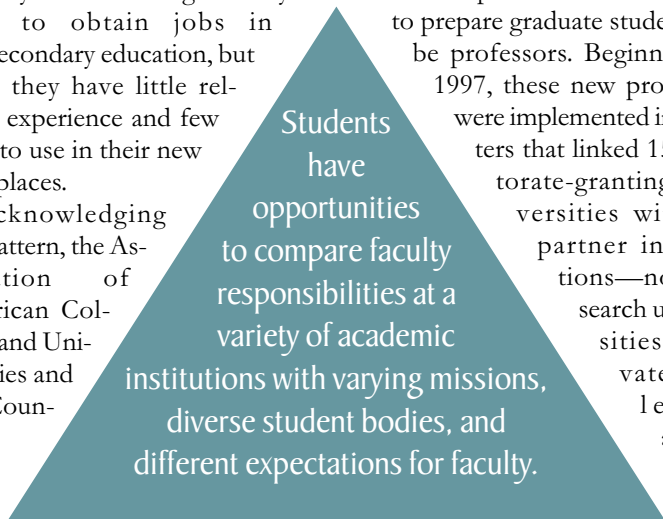 to obtain jobs in
econdary education, but
they have little rel-
experience and few
to use in their new
places.
cknowledging
attern, the As-
tion of
rican Col-
and Uni-
ies and
Coun-
Students
have
opportunities
to compare faculty
responsibilities at a
variety of academic
institutions with varying missions,
diverse student bodies, and
different expectations for faculty.
to prepare graduate stude
be professors. Beginn
1997, these new pro
were implemented i
ters that linked 15
torate-granting
versities wi
partner in
tions—no
search u
sities
vate
le